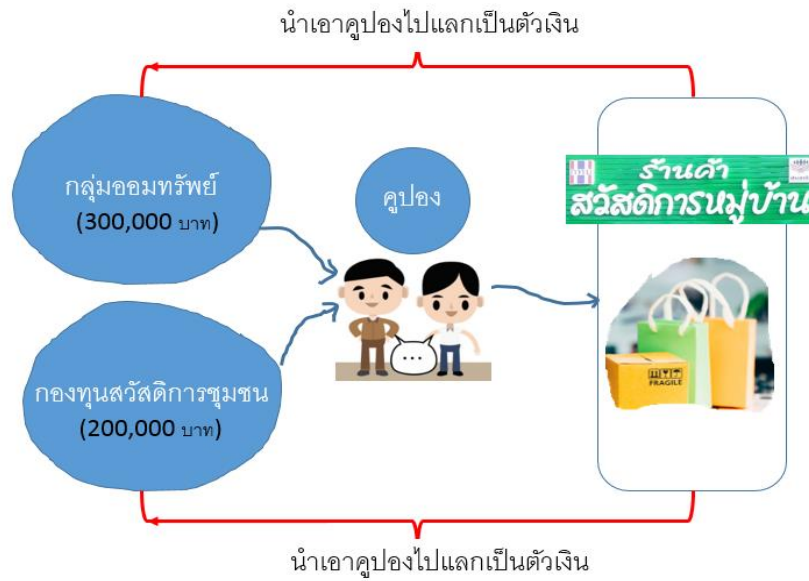 นำเอาคูปองไปแลกเป็นตัวเงิน
กลุ่มออมทรัพย์
(300,000 บาท)
คูปอง
ร้านค้า
สวัสดิการหมู่บ้าน
...
กองทุนสวัสดิการชุมชน
(200,000 บาท)
FRAGILE
นำเอาคูปองไปแลกเป็นตัวเงิน